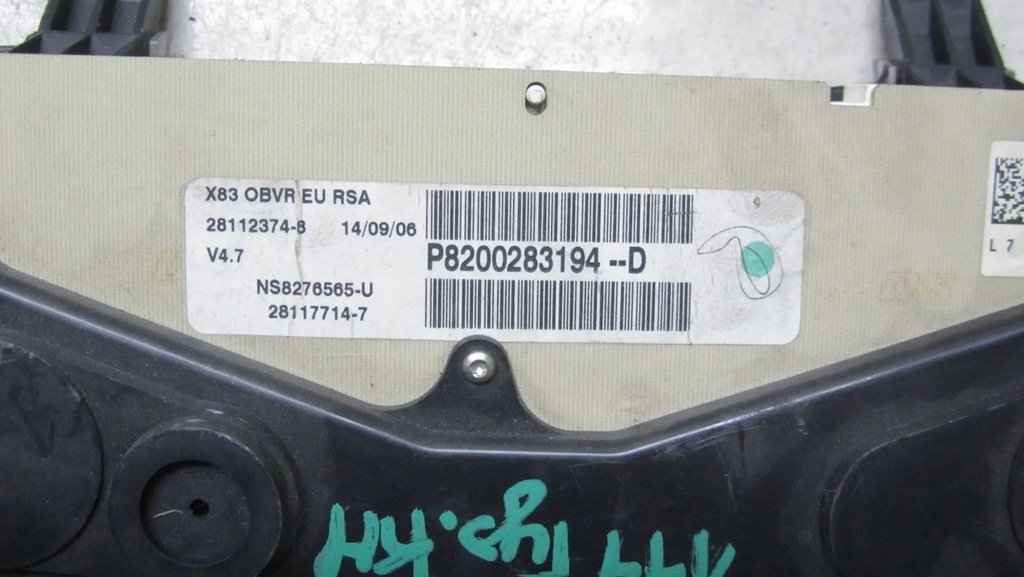 X83 OBVR EU RSA
28112374-8 14/09/06
V4.7
P8200283194 --D
NS8276565-U
28117714-7
L 7